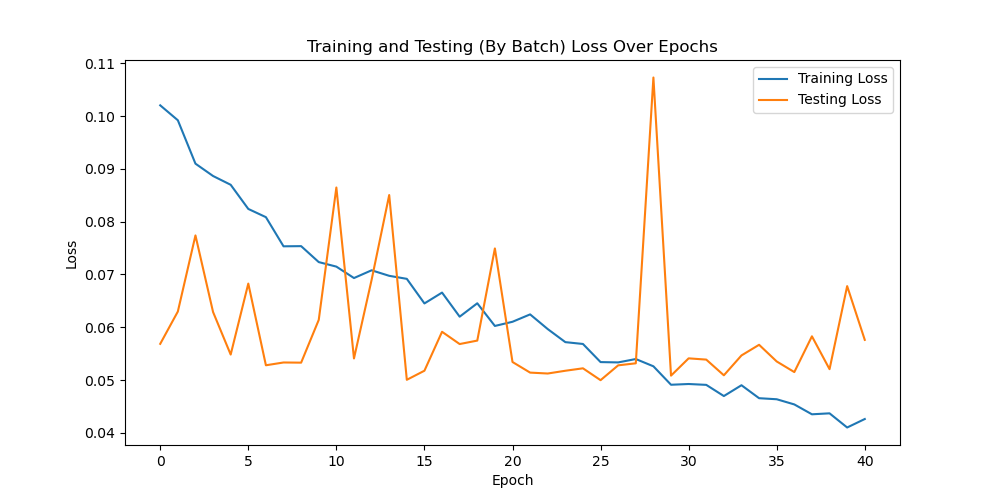 Training and Testing (By Batch) Loss Over Epochs
Training Loss
Testing Loss
Loss
0.11
0.10
0.09
0.08
0.07
0.06
0.05
0.04
0 5 10 15 20 25 30 35 40
Epoch